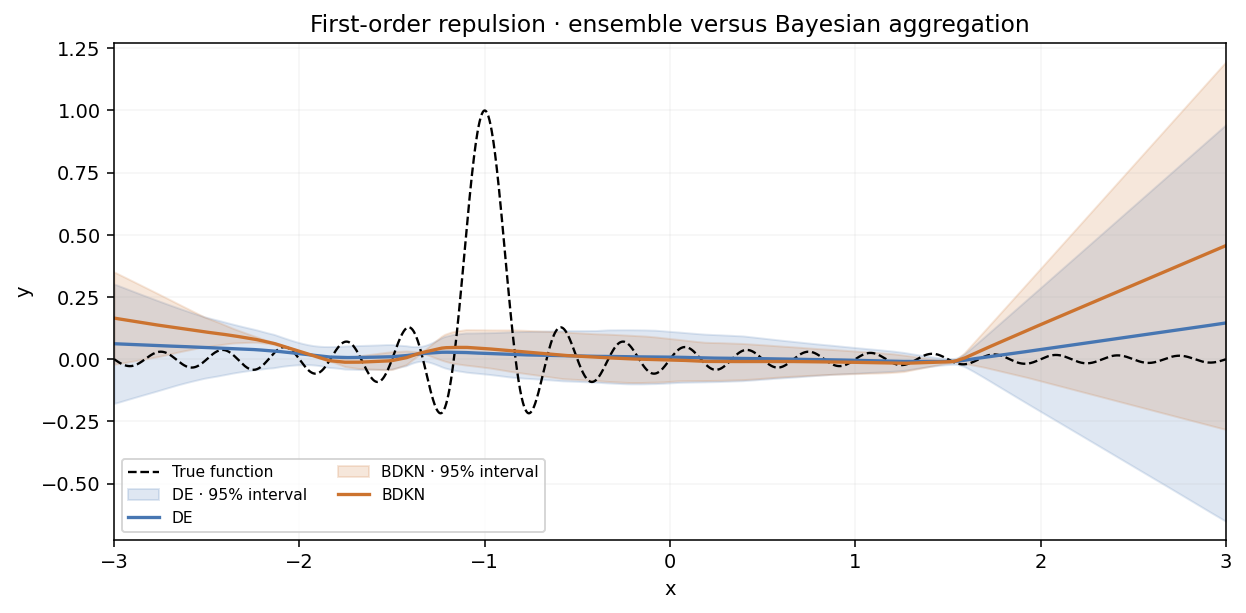 First-order repulsion · ensemble versus Bayesian aggregation
1.25
1.00
0.75
0.50
0.25
0.00
−0.25
−0.50
y
True function
DE · 95% interval
DE
BDKN · 95% interval
BDKN
−3 −2 −1 0 1 2 3
x